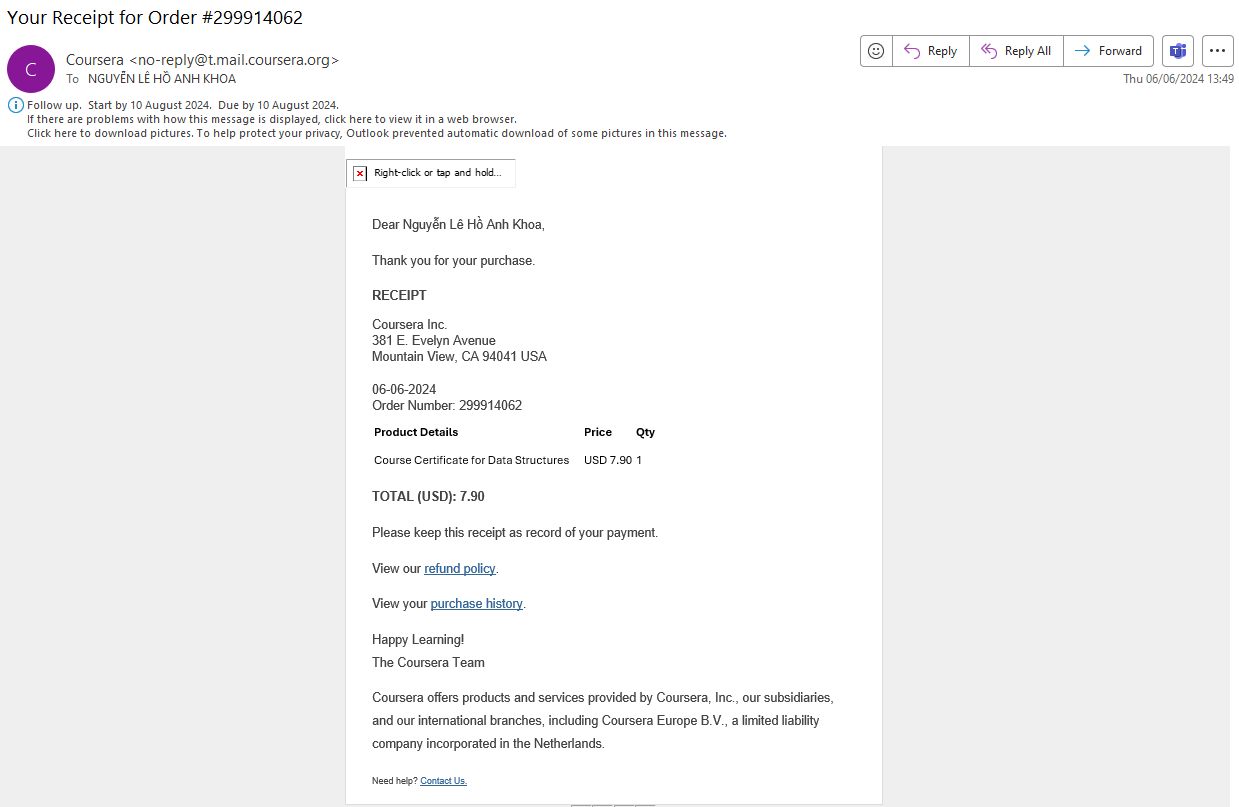 Your Receipt for Order #299914062
C
Coursera <no-reply@t.mail.coursera.org>
To NGUYỄN LÊ HỒ ANH KHOA
Reply
Reply All
Forward
Thu 06/06/2024 13:49
Follow up. Start by 10 August 2024. Due by 10 August 2024.
If there are problems with how this message is displayed, click here to view it in a web browser.
Click here to download pictures. To help protect your privacy, Outlook prevented automatic download of some pictures in this message.
Right-click or tap and hold...
Dear Nguyễn Lê Hồ Anh Khoa,
Thank you for your purchase.
RECEIPT
Coursera Inc.
381 E. Evelyn Avenue
Mountain View, CA 94041 USA
06-06-2024
Order Number: 299914062
Product Details Price Qty
Course Certificate for Data Structures USD 7.90 1
TOTAL (USD): 7.90
Please keep this receipt as record of your payment.
View our refund policy.
View your purchase history.
Happy Learning!
The Coursera Team
Coursera offers products and services provided by Coursera, Inc., our subsidiaries,
and our international branches, including Coursera Europe B.V., a limited liability
company incorporated in the Netherlands.
Need help? Contact Us.